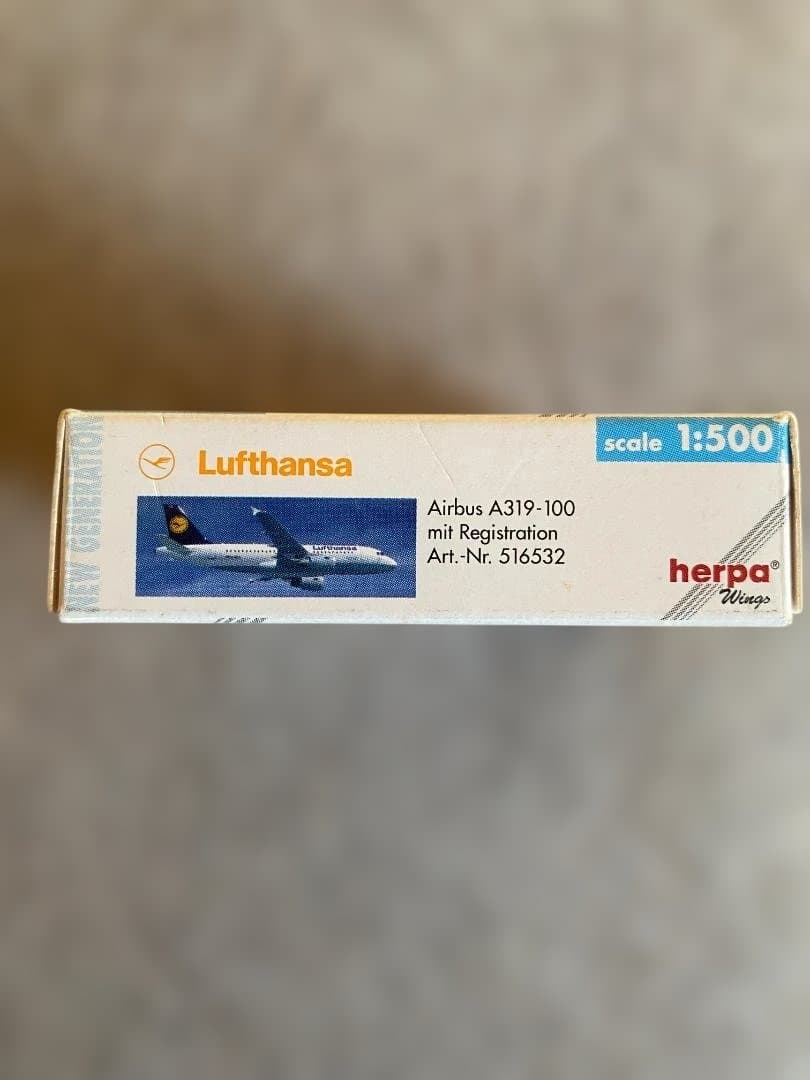 NEW GENERATION
Lufthansa
scale 1:500
Lufthansa
Airbus A319-100
mit Registration
Art.-Nr. 516532
herpa®
Wings